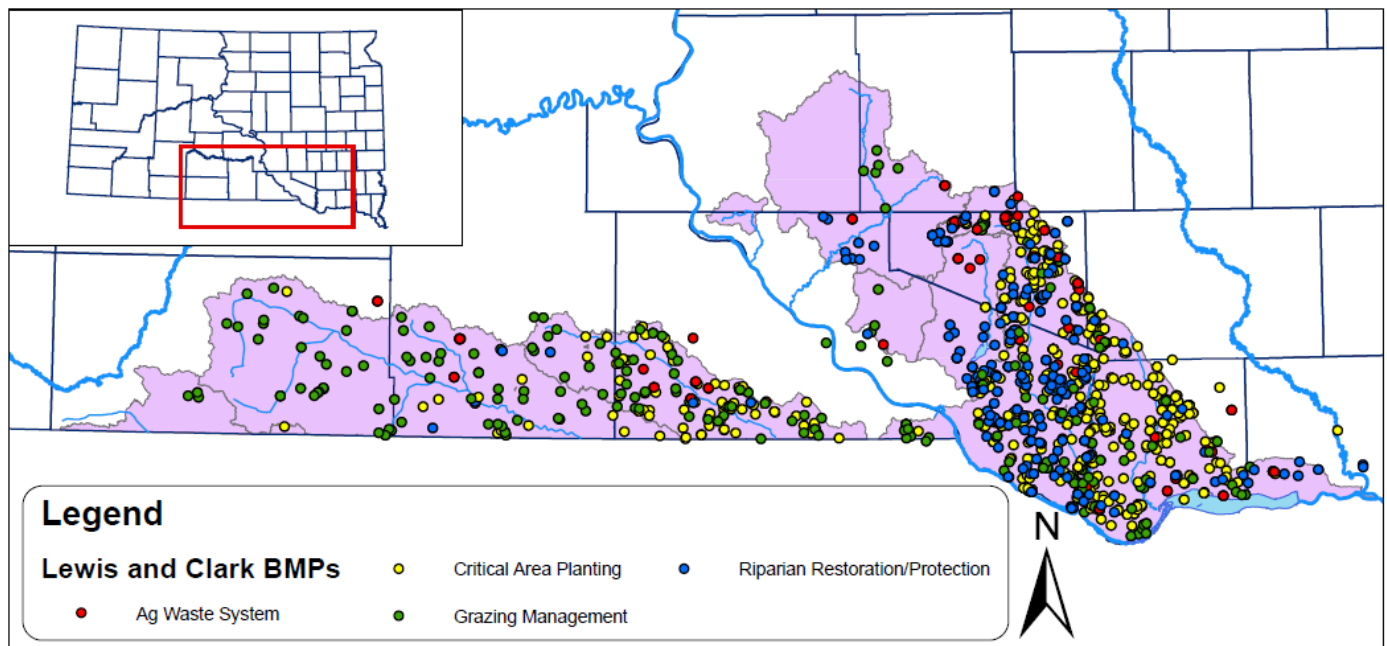 Legend
Lewis and Clark BMPs
Ag Waste System
Critical Area Planting
Grazing Management
Riparian Restoration/Protection
N